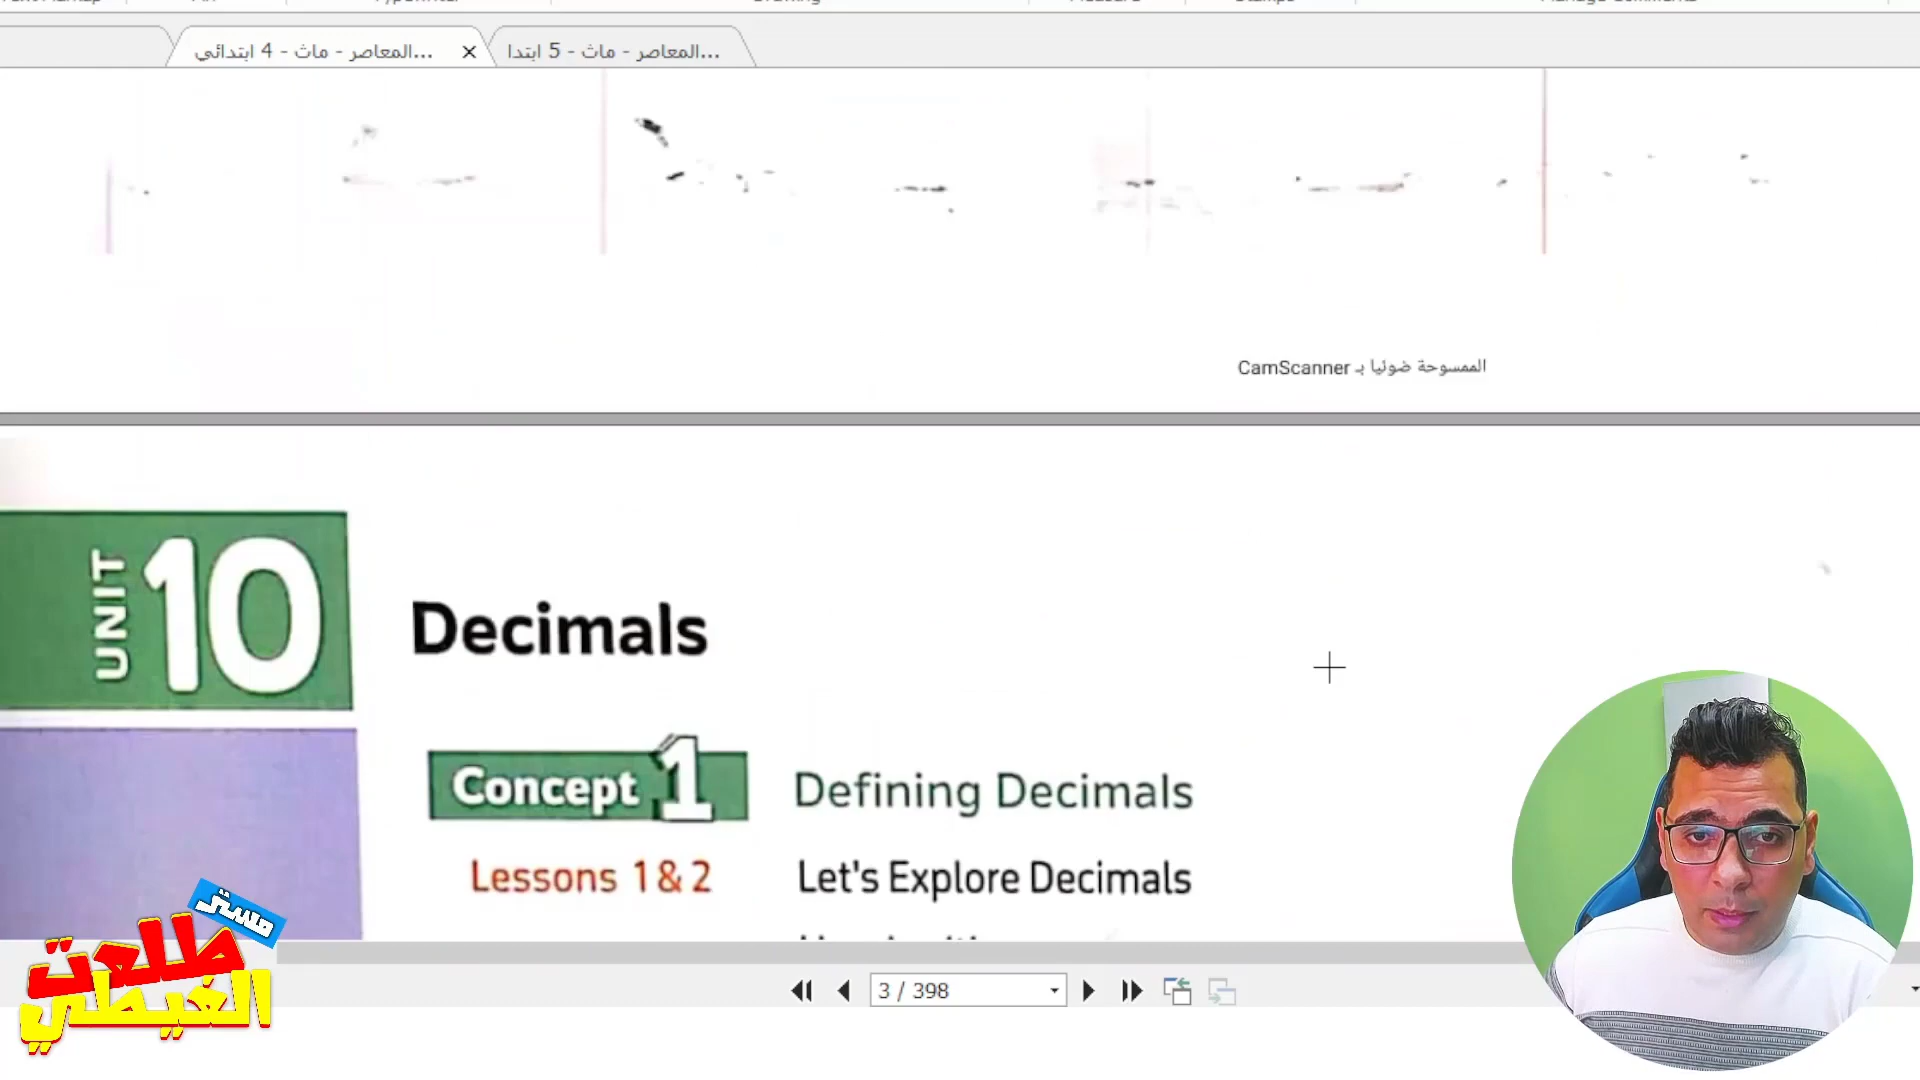 ...المعاصر - ماث - 4 ابتدائي
...المعاصر - ماث - 5 ابتدا
الممسوحة ضوئيا بـ CamScanner
UNIT 10
Decimals
Concept 1 Defining Decimals
Lessons 1 & 2 Let's Explore Decimals
3 / 398
مستر
طلعت
الغيطي